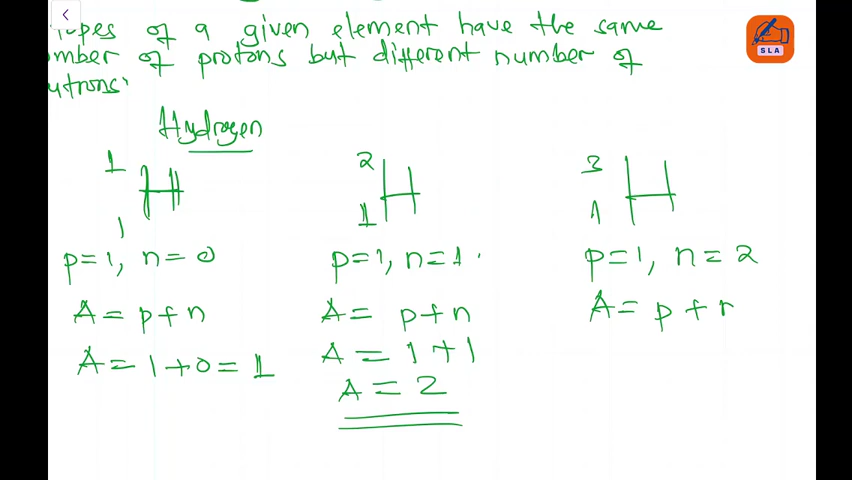 of a given element have the same
of protons but different number of
SLA
Hydrogen
1 2 3
H H H
1 1 1
p=1, n=0 p=1, n=1 p=1, n=2
A=p+n A= p+n A= p+
A=1+0=1 A=1+1
A=2